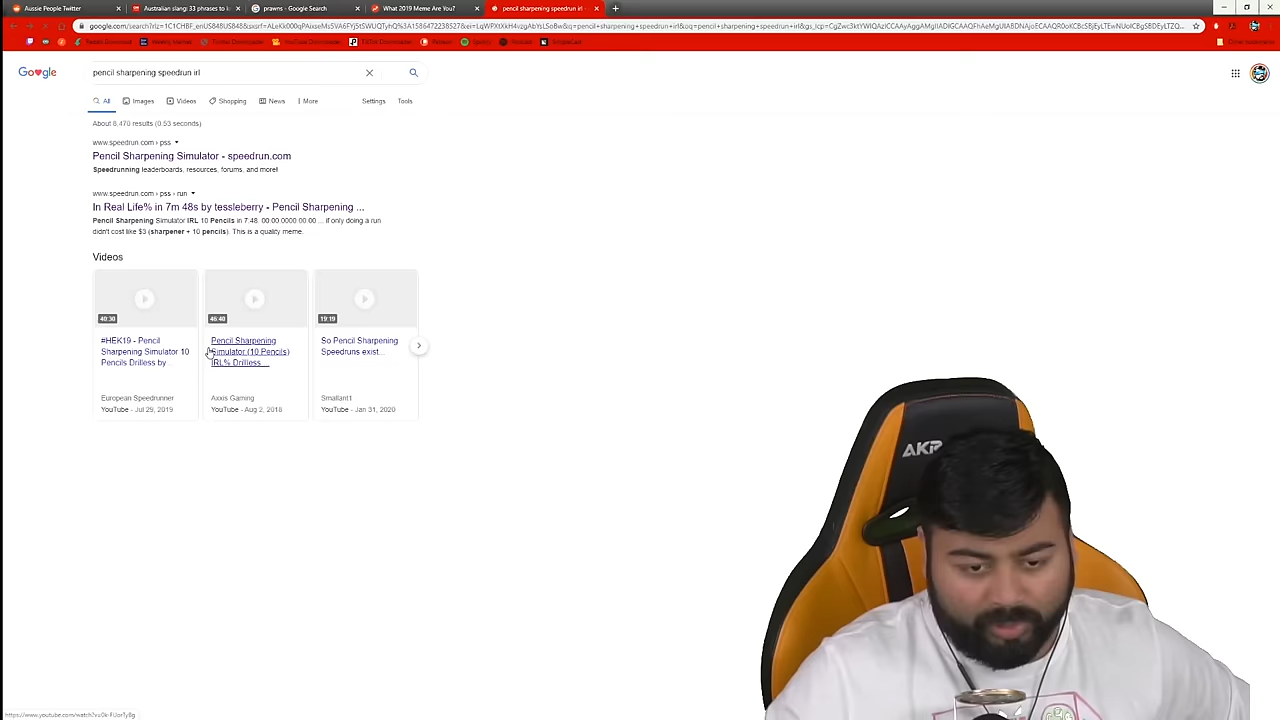 Aussie People Twitter
Australian slang: 33 phrases to
prawns - Google Search
What 2019 Meme Are You?
pencil sharpening speedrun irl
YouTube Downloader
Other bookmarks
pencil sharpening speedrun irl
All
Images
Videos
Shopping
News
More
Settings
Tools
About 8,470 results (0.53 seconds)
www.speedrun.com › pss
Pencil Sharpening Simulator - speedrun.com
Speedrunning leaderboards, resources, forums, and more!
www.speedrun.com › pss › run
In Real Life% in 7m 48s by tessleberry - Pencil Sharpening ...
Pencil Sharpening Simulator IRL 10 Pencils in 7:48. 00:00.0000:00:00 ... if only doing a run
didn't cost like $3 (sharpener + 10 pencils). This is a quality meme.
Videos
40:30
46:40
19:19
#HEK19 - Pencil
Sharpening Simulator 10
Pencils Drilless by
European Speedrunner
YouTube - Jul 29, 2019
Pencil Sharpening
Simulator (10 Pencils)
IRL% Drilless...
Axxis Gaming
YouTube - Aug 2, 2018
So Pencil Sharpening
Speedruns exist...
Smallant1
YouTube - Jan 31, 2020